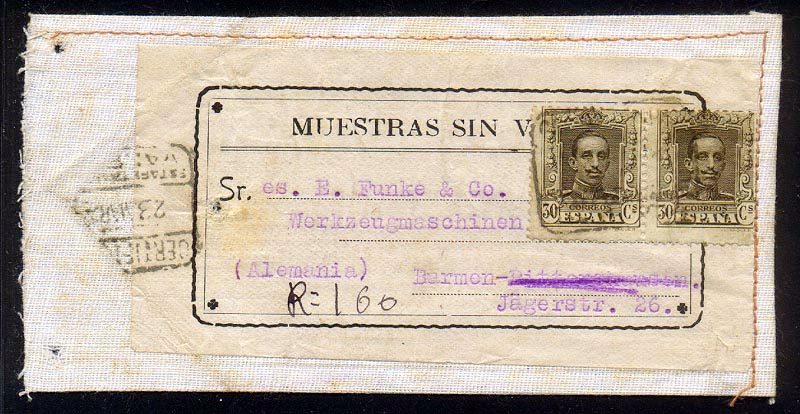 MUESTRAS SIN V
Sr. es. E. Funke & Co.
Werkzeugmaschinen
(Alemania) Barmen-
R=160
Jägerstr. 26.
CORREOS
30 ESPAÑA Cs
CORREOS
30 ESPAÑA Cs
23